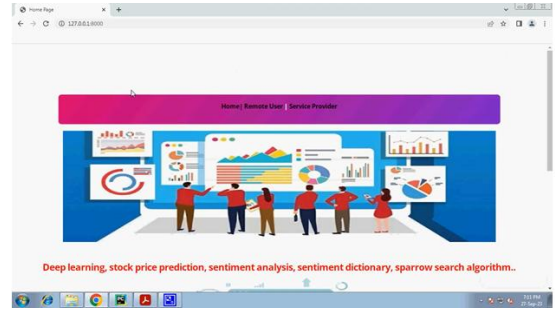 Home Page
127.0.0.1:6000
Home| Remote User | Service Provider
Deep learning, stock price prediction, sentiment analysis, sentiment dictionary, sparrow search algorithm..